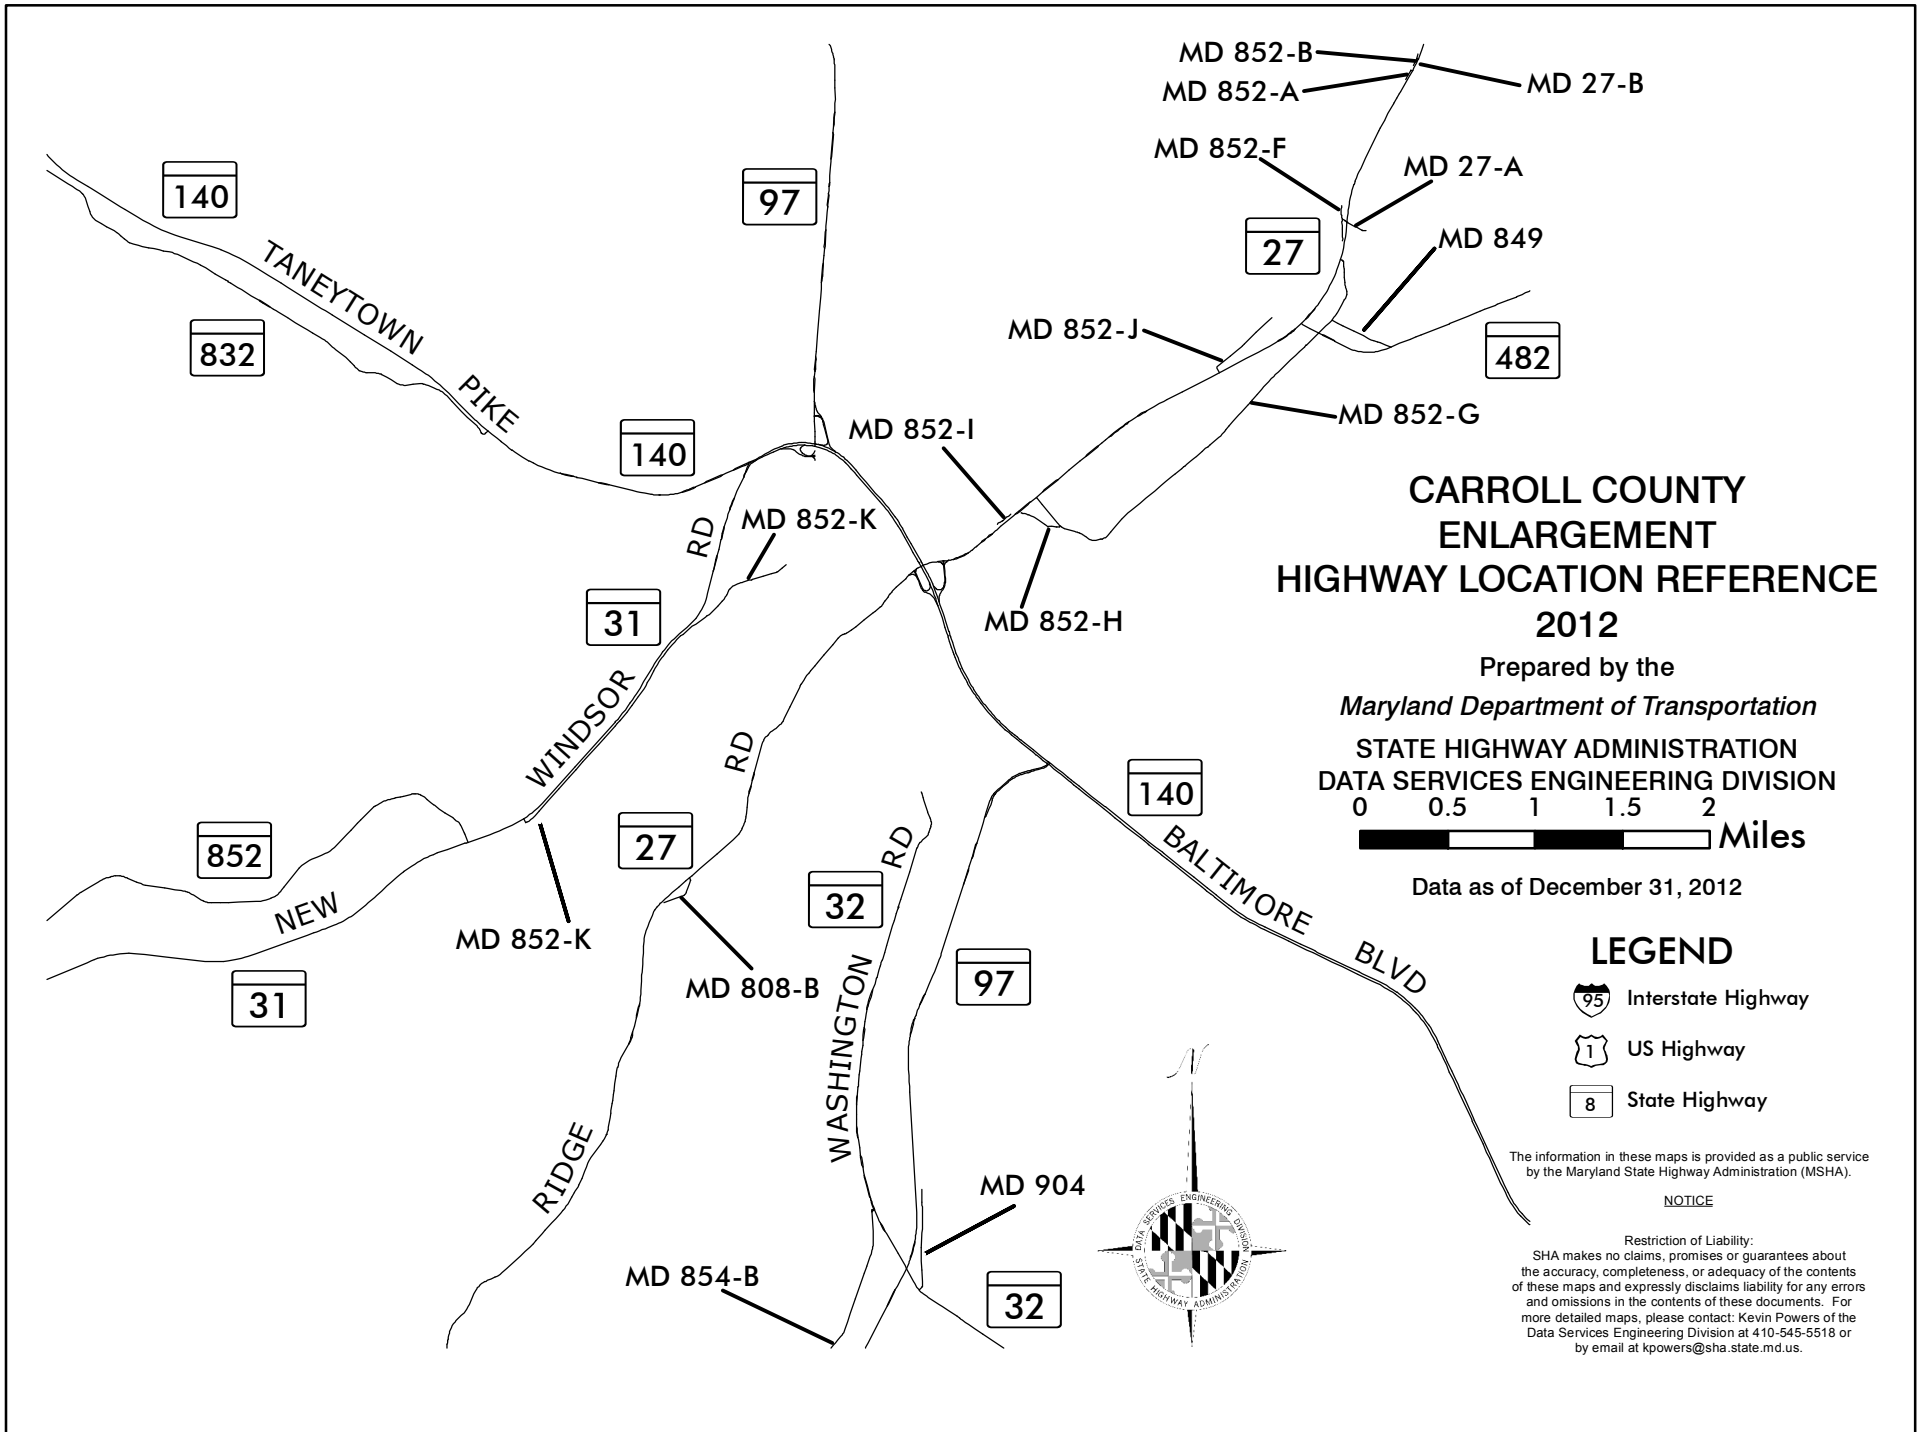 MD 852-B
MD 27-B
MD 852-A
MD 852-F
MD 27-A
140
97
27
MD 849
TANEYTOWN
832
MD 852-J
482
PIKE
MD 852-G
140
MD 852-I
RD
MD 852-K
31
MD 852-H
WINDSOR
RD
140
BALTIMORE
BLVD
852
27
RD
32
NEW
MD 852-K
31
MD 808-B
97
WASHINGTON
RIDGE
MD 904
MD 854-B
32
CARROLL COUNTY
ENLARGEMENT
HIGHWAY LOCATION REFERENCE
2012
Prepared by the
Maryland Department of Transportation
STATE HIGHWAY ADMINISTRATION
DATA SERVICES ENGINEERING DIVISION
0 0.5 1 1.5 2
Miles
Data as of December 31, 2012
LEGEND
95 Interstate Highway
1 US Highway
8 State Highway
The information in these maps is provided as a public service
by the Maryland State Highway Administration (MSHA).
NOTICE
Restriction of Liability:
SHA makes no claims, promises or guarantees about
the accuracy, completeness, or adequacy of the contents
of these maps and expressly disclaims liability for any errors
and omissions in the contents of these documents. For
more detailed maps, please contact: Kevin Powers of the
Data Services Engineering Division at 410-545-5518 or
by email at kpowers@sha.state.md.us.
DATA SERVICES ENGINEERING DIVISION
STATE HIGHWAY ADMINISTRATION